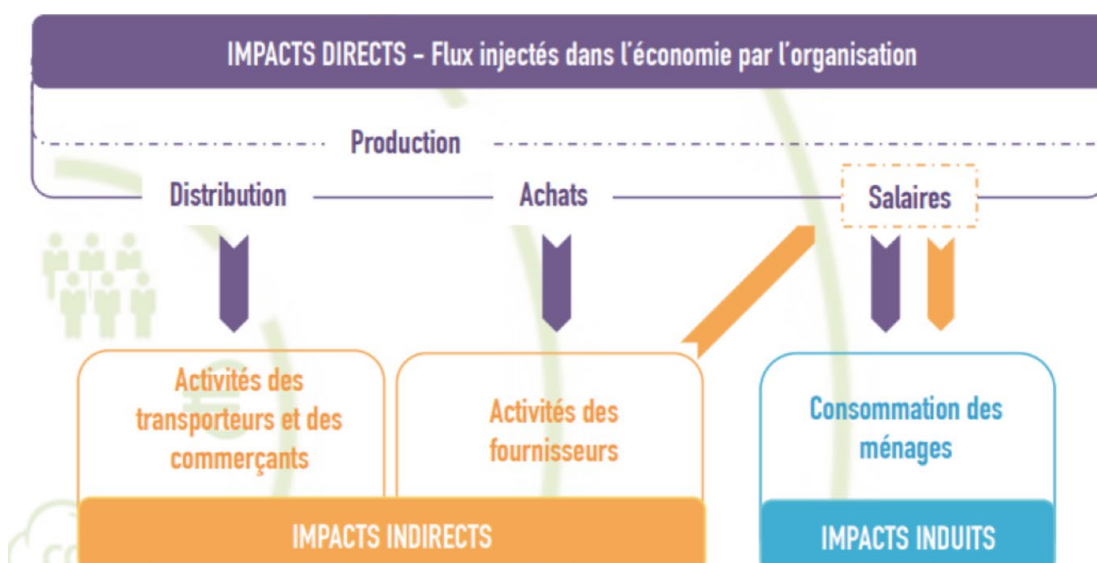 IMPACTS DIRECTS – Flux injectés dans l'économie par l'organisation
Production
Distribution
Achats
Salaires
Activités des
transporteurs et des
commerçants
Activités des
fournisseurs
Consommation des
ménages
IMPACTS INDIRECTS
IMPACTS INDUITS